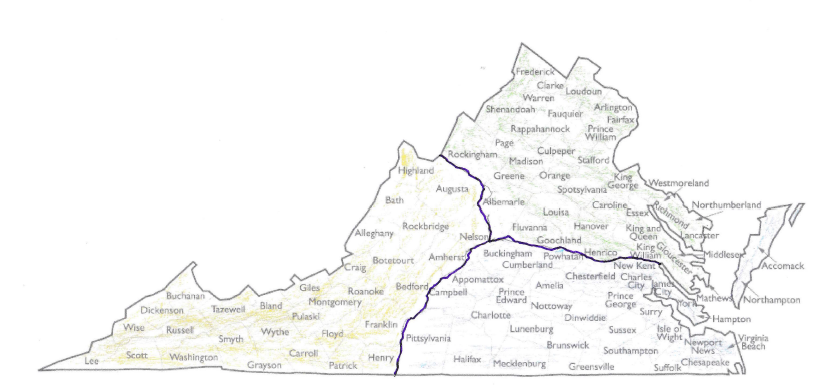 Frederick
Clarke
Loudoun
Warren
Shenandoah
Arlington
Fauquier
Fairfax
Rappahannock
Prince
William
Page
Culpeper
Rockingham
Madison
Stafford
Highland
Greene
Orange
King
George
Westmoreland
Augusta
Spotsylvania
Bath
Albemarle
Caroline
Essex
Richmond
Northumberland
Louisa
Rockbridge
Fluvanna
Hanover
King and
Queen
Lancaster
Alleghany
Nelson
Goochland
King
William
Gloucester
Middlesex
Botetourt
Amherst
Buckingham
Powhatan
Henrico
Craig
Cumberland
New Kent
Accomack
Appomattox
Chesterfield
Charles
City
James
City
Giles
Roanoke
Bedford
Campbell
Prince
Edward
Amelia
Buchanan
Montgomery
Prince
George
York
Mathews
Northampton
Dickenson
Tazewell
Bland
Pulaski
Nottoway
Surry
Charlotte
Dinwiddie
Hampton
Wise
Russell
Wythe
Floyd
Franklin
Lunenburg
Sussex
Isle of
Wight
Smyth
Pittsylvania
Newport
News
Virginia
Beach
Brunswick
Southampton
Lee
Scott
Washington
Carroll
Henry
Halifax
Mecklenburg
Greensville
Suffolk
Chesapeake
Grayson
Patrick